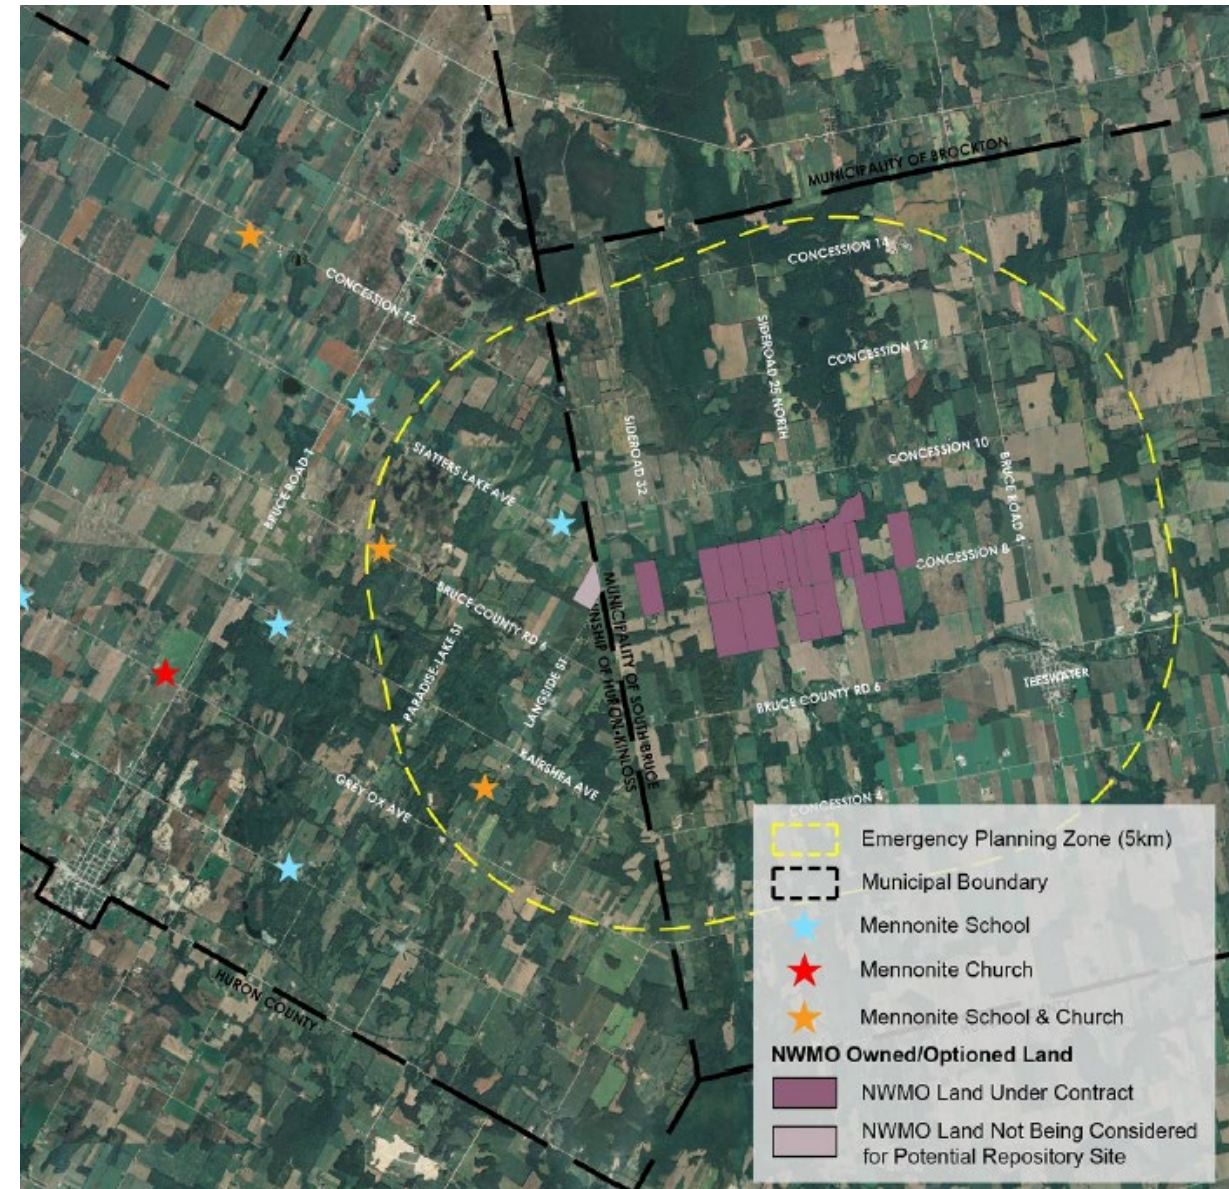 MUNICIPALITY OF BROCKTON
CONCESSION 14
CONCESSION 12
SIDEROAD 25 NORTH
CONCESSION 12
STATTERS LAKE AVE
SIDEROAD 32
CONCESSION 10
BRUCE ROAD 4
BRUCE ROAD 1
CONCESSION 8
BRUCE COUNTY RD 6
MUNICIPALITY OF SOUTH BRUCE
NSHIP OF HURON-KINLOSS
PARADISE-LAKE ST
LANGSIDE ST
TEESWATER
BRUCE COUNTY RD 6
KAIRSHEA AVE
GREY OX AVE
CONCESSION 4
HURON COUNTY
Emergency Planning Zone (5km)
Municipal Boundary
Mennonite School
Mennonite Church
Mennonite School & Church
NWMO Owned/Optioned Land
NWMO Land Under Contract
NWMO Land Not Being Considered
for Potential Repository Site